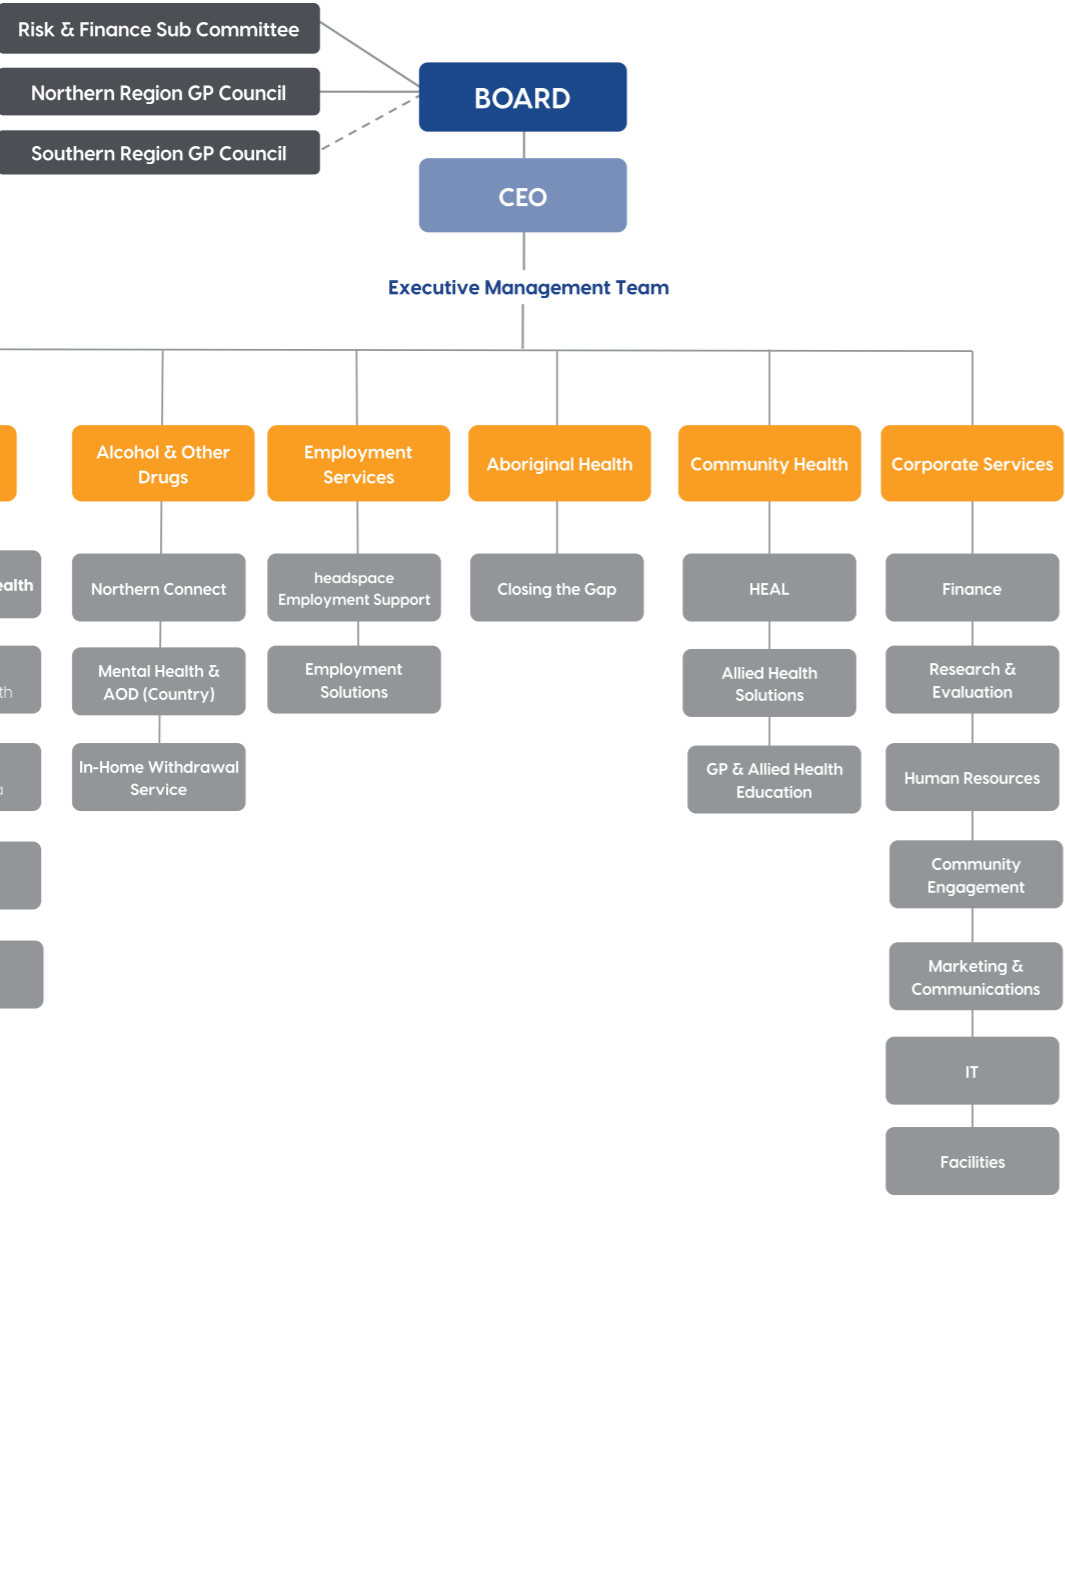 Risk & Finance Sub Committee
Northern Region GP Council
Southern Region GP Council
BOARD
CEO
Executive Management Team
Alcohol & Other
Drugs
Northern Connect
Mental Health &
AOD (Country)
In-Home Withdrawal
Service
Employment
Services
headspace
Employment Support
Employment
Solutions
Aboriginal Health
Closing the Gap
Community Health
HEAL
Allied Health
Solutions
GP & Allied Health
Education
Corporate Services
Finance
Research &
Evaluation
Human Resources
Community
Engagement
Marketing &
Communications
IT
Facilities